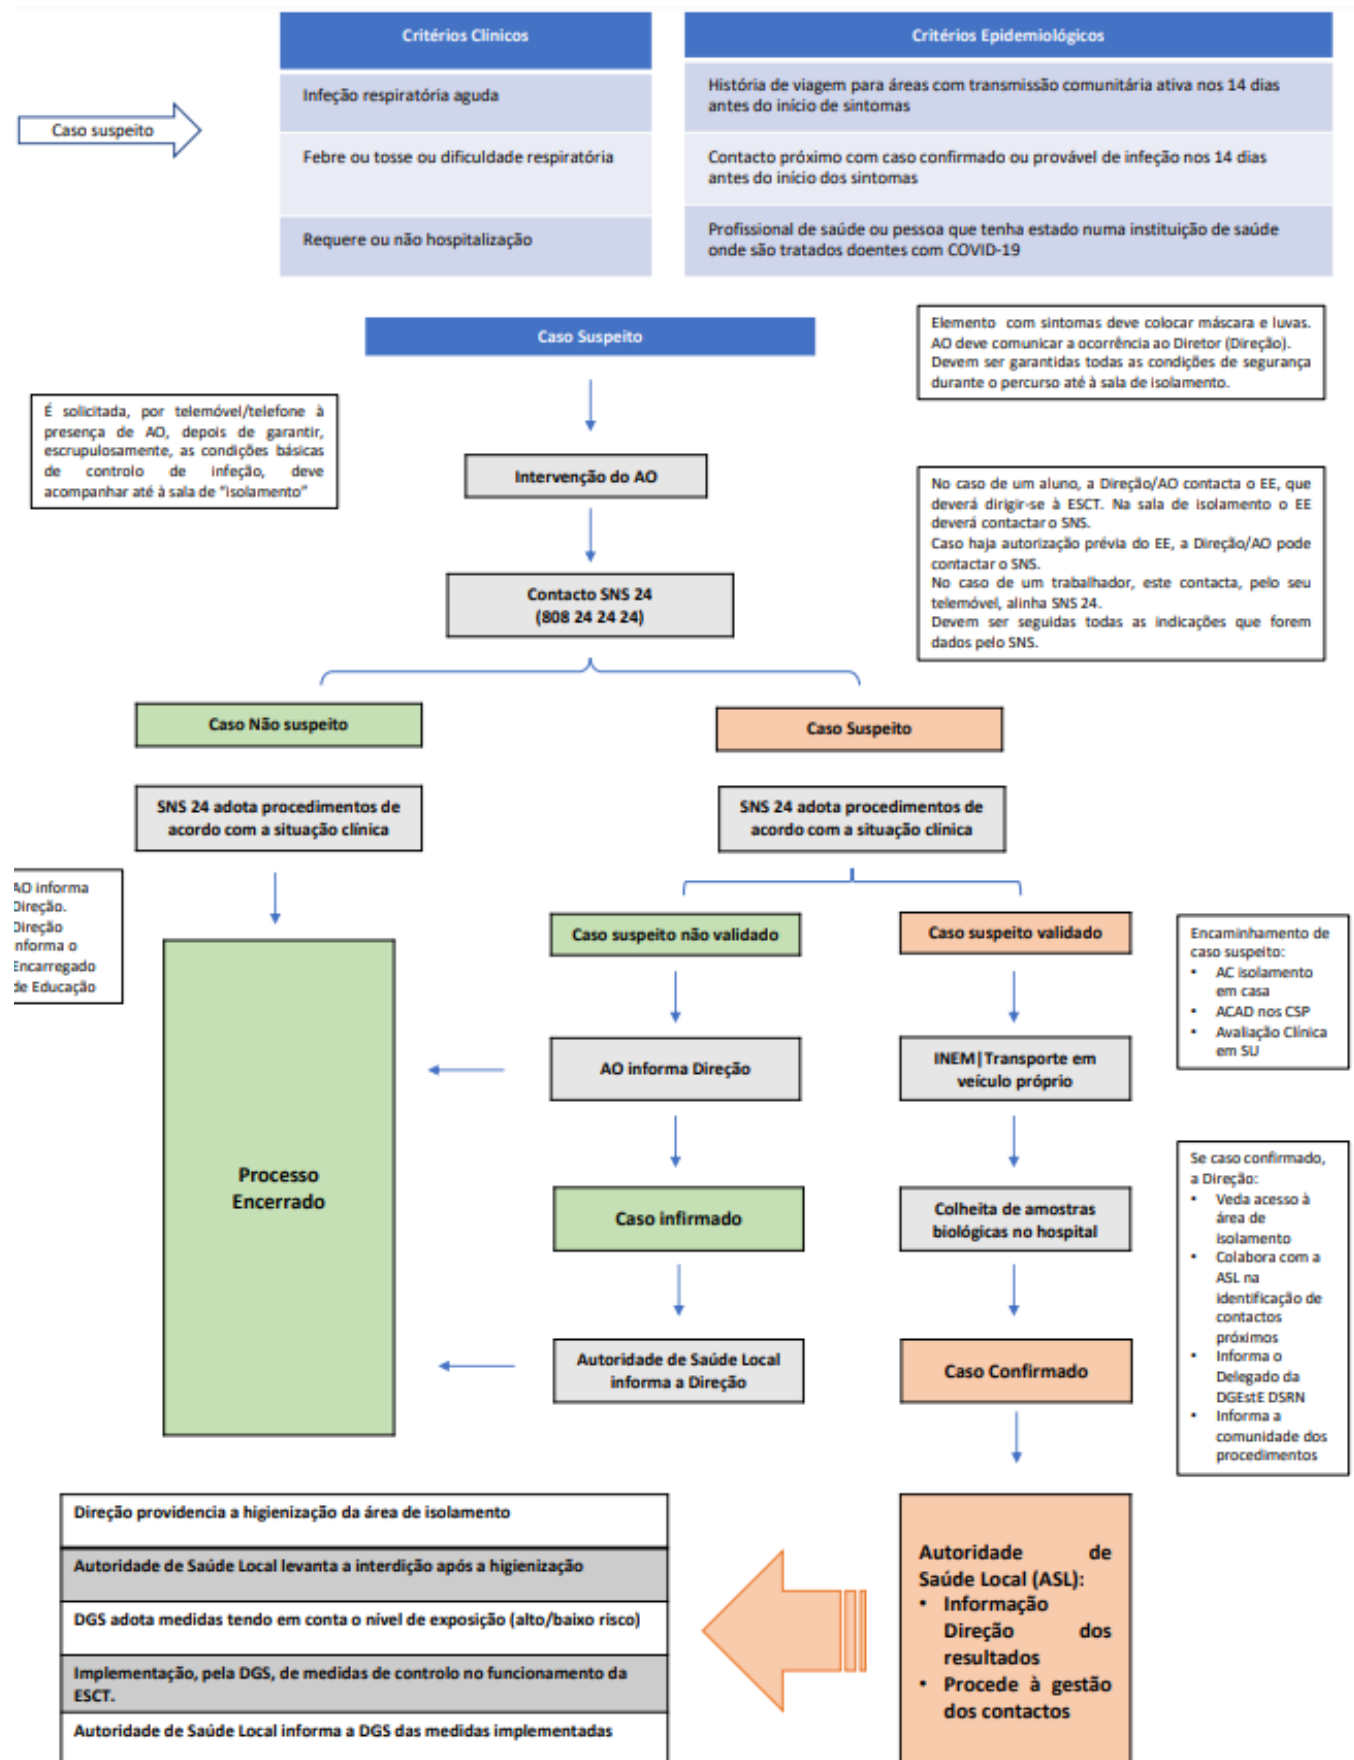 Critérios Clínicos
Infeção respiratória aguda
Febre ou tosse ou dificuldade respiratória
Requere ou não hospitalização
Critérios Epidemiológicos
História de viagem para áreas com transmissão comunitária ativa nos 14 dias
antes do início de sintomas
Contacto próximo com caso confirmado ou provável de infeção nos 14 dias
antes do início dos sintomas
Profissional de saúde ou pessoa que tenha estado numa instituição de saúde
onde são tratados doentes com COVID-19
Caso suspeito
Caso Suspeito
Elemento com sintomas deve colocar máscara e luvas.
AO deve comunicar a ocorrência ao Diretor (Direção).
Devem ser garantidas todas as condições de segurança
durante o percurso até à sala de isolamento.
É solicitada, por telemóvel/telefone à
presença de AO, depois de garantir,
escrupulosamente, as condições básicas
de controlo de infeção, deve
acompanhar até à sala de "isolamento"
Intervenção do AO
No caso de um aluno, a Direção/AO contacta o EE, que
deverá dirigir-se à ESCT. Na sala de isolamento o EE
deverá contactar o SNS.
Caso haja autorização prévia do EE, a Direção/AO pode
contactar o SNS.
No caso de um trabalhador, este contacta, pelo seu
telemóvel, alinha SNS 24.
Devem ser seguidas todas as indicações que forem
dados pelo SNS.
Contacto SNS 24
(808 24 24 24)
Caso Não suspeito
Caso Suspeito
SNS 24 adota procedimentos de
acordo com a situação clínica
SNS 24 adota procedimentos de
acordo com a situação clínica
AO informa
Direção.
Direção
informa o
Encarregado
de Educação
Caso suspeito não validado
Caso suspeito validado
Encaminhamento de
caso suspeito:
• AC isolamento
em casa
• ACAD nos CSP
• Avaliação Clínica
em SU
AO informa Direção
INEM|Transporte em
veículo próprio
Processo
Encerrado
Caso infirmado
Colheita de amostras
biológicas no hospital
Se caso confirmado,
a Direção:
• Veda acesso à
área de
isolamento
• Colabora com a
ASL na
identificação de
contactos
próximos
• Informa o
Delegado da
DGEstE DSRN
• Informa a
comunidade dos
procedimentos
Autoridade de Saúde Local
informa a Direção
Caso Confirmado
Direção providencia a higienização da área de isolamento
Autoridade de Saúde Local levanta a interdição após a higienização
DGS adota medidas tendo em conta o nível de exposição (alto/baixo risco)
Implementação, pela DGS, de medidas de controlo no funcionamento da
ESCT.
Autoridade de Saúde Local informa a DGS das medidas implementadas
Autoridade de
Saúde Local (ASL):
• Informação
Direção dos
resultados
• Procede à gestão
dos contactos